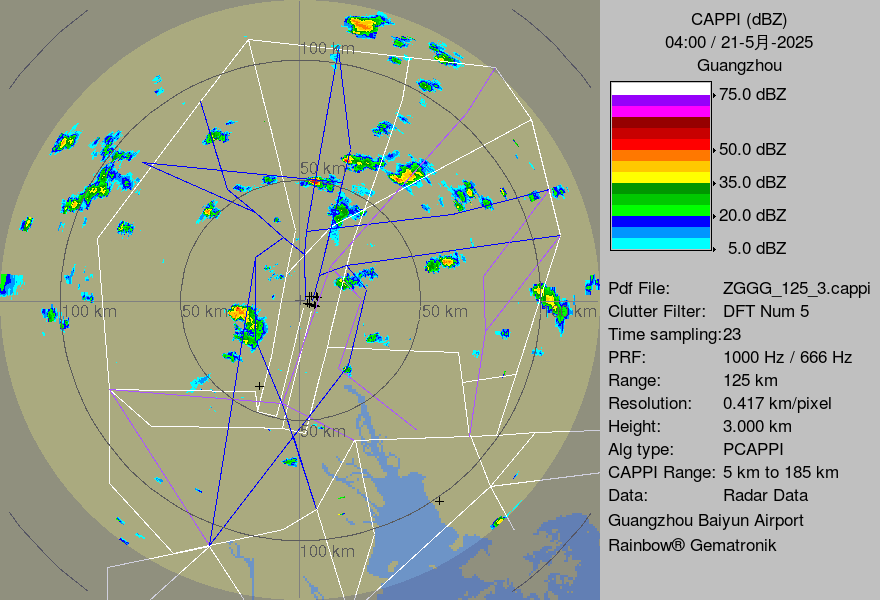 CAPPI (dBZ)
04:00 / 21-5月-2025
Guangzhou
75.0 dBZ
50.0 dBZ
35.0 dBZ
20.0 dBZ
5.0 dBZ
Pdf File: ZGGG_125_3.cappi
Clutter Filter: DFT Num 5
Time sampling:23
PRF: 1000 Hz / 666 Hz
Range: 125 km
Resolution: 0.417 km/pixel
Height: 3.000 km
Alg type: PCAPPI
CAPPI Range: 5 km to 185 km
Data: Radar Data
Guangzhou Baiyun Airport
Rainbow® Gematronik
100 km
50 km
100 km
50 km
50 km
km
50 km
100 km